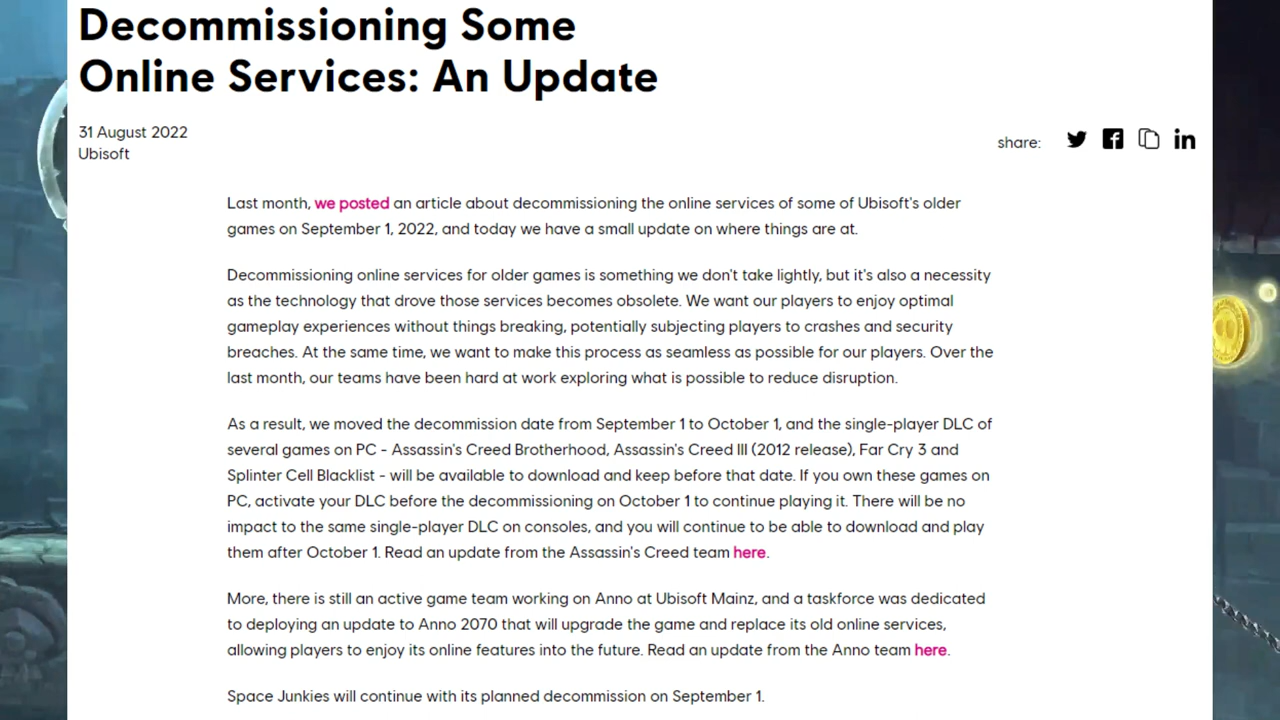 Decommissioning Some
Online Services: An Update
31 August 2022
Ubisoft
share:
Last month, we posted an article about decommissioning the online services of some of Ubisoft's older
games on September 1, 2022, and today we have a small update on where things are at.
Decommissioning online services for older games is something we don't take lightly, but it's also a necessity
as the technology that drove those services becomes obsolete. We want our players to enjoy optimal
gameplay experiences without things breaking, potentially subjecting players to crashes and security
breaches. At the same time, we want to make this process as seamless as possible for our players. Over the
last month, our teams have been hard at work exploring what is possible to reduce disruption.
As a result, we moved the decommission date from September 1 to October 1, and the single-player DLC of
several games on PC - Assassin's Creed Brotherhood, Assassin's Creed III (2012 release), Far Cry 3 and
Splinter Cell Blacklist - will be available to download and keep before that date. If you own these games on
PC, activate your DLC before the decommissioning on October 1 to continue playing it. There will be no
impact to the same single-player DLC on consoles, and you will continue to be able to download and play
them after October 1. Read an update from the Assassin's Creed team here.
More, there is still an active game team working on Anno at Ubisoft Mainz, and a taskforce was dedicated
to deploying an update to Anno 2070 that will upgrade the game and replace its old online services,
allowing players to enjoy its online features into the future. Read an update from the Anno team here.
Space Junkies will continue with its planned decommission on September 1.